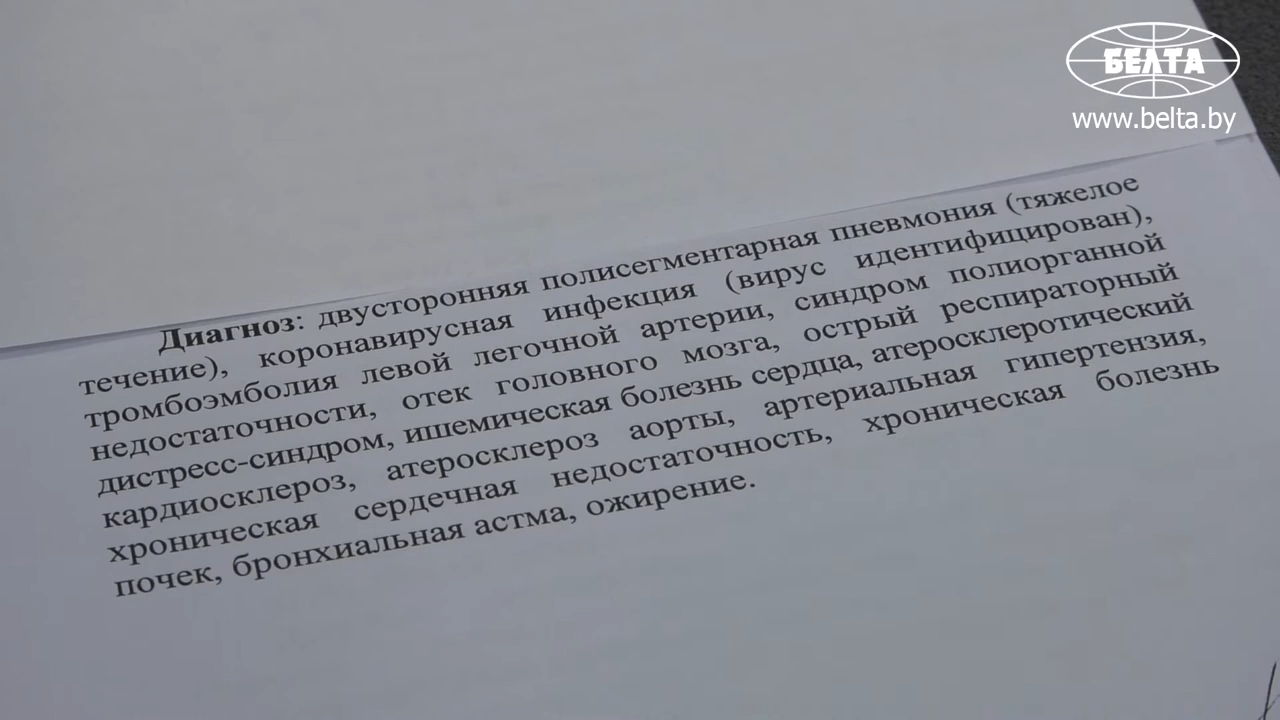 БЕЛТА
www.belta.by
Диагноз: двусторонняя полисегментарная пневмония (тяжелое
течение), коронавирусная инфекция (вирус идентифицирован),
тромбоэмболия левой легочной артерии, синдром полиорганной
недостаточности, отек головного мозга, острый респираторный
дистресс-синдром, ишемическая болезнь сердца, атеросклеротический
кардиосклероз, атеросклероз аорты, артериальная гипертензия,
хроническая сердечная недостаточность, хроническая болезнь
почек, бронхиальная астма, ожирение.